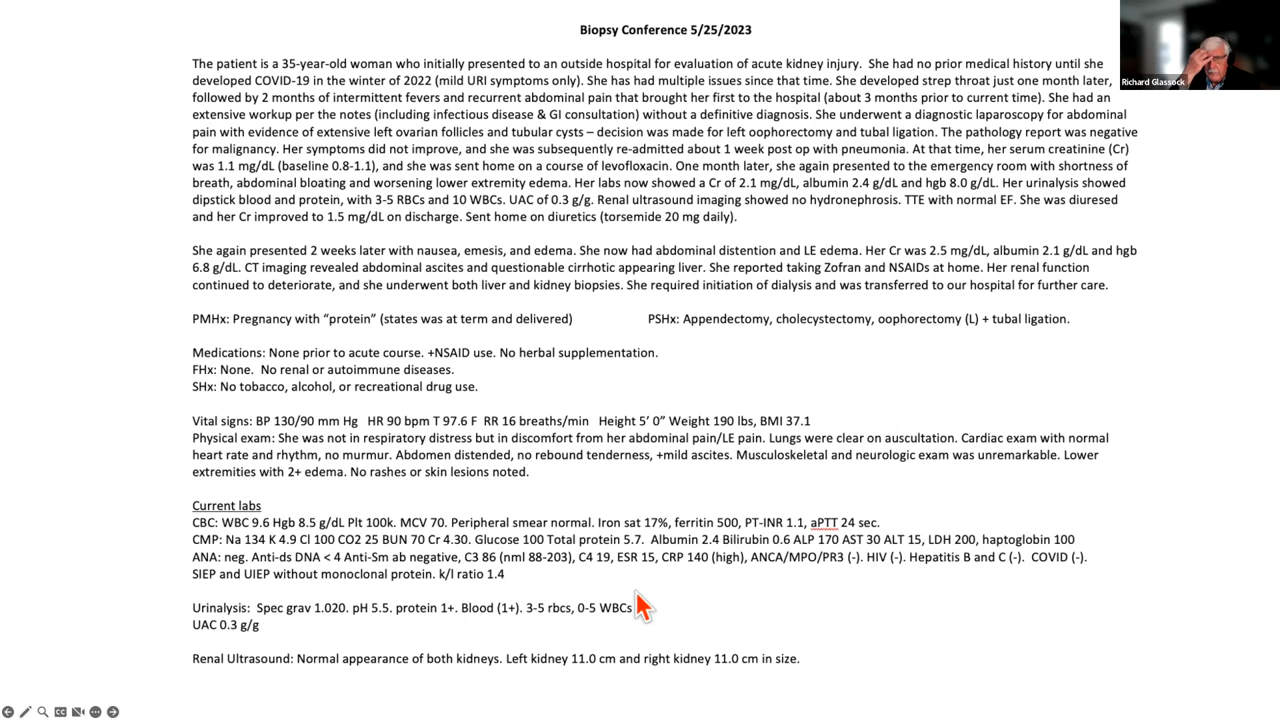 Biopsy Conference 5/25/2023
Richard Glassock
The patient is a 35-year-old woman who initially presented to an outside hospital for evaluation of acute kidney injury.  She had no prior medical history until she
developed COVID-19 in the winter of 2022 (mild URI symptoms only). She has had multiple issues since that time. She developed strep throat just one month later,
followed by 2 months of intermittent fevers and recurrent abdominal pain that brought her first to the hospital (about 3 months prior to current time). She had an
extensive workup per the notes (including infectious disease & GI consultation) without a definitive diagnosis. She underwent a diagnostic laparoscopy for abdominal
pain with evidence of extensive left ovarian follicles and tubular cysts – decision was made for left oophorectomy and tubal ligation. The pathology report was negative
for malignancy. Her symptoms did not improve, and she was subsequently re-admitted about 1 week post op with pneumonia. At that time, her serum creatinine (Cr)
was 1.1 mg/dL (baseline 0.8-1.1), and she was sent home on a course of levofloxacin. One month later, she again presented to the emergency room with shortness of
breath, abdominal bloating and worsening lower extremity edema. Her labs now showed a Cr of 2.1 mg/dL, albumin 2.4 g/dL and hgb 8.0 g/dL. Her urinalysis showed
dipstick blood and protein, with 3-5 RBCs and 10 WBCs. UAC of 0.3 g/g. Renal ultrasound imaging showed no hydronephrosis. TTE with normal EF. She was diuresed
and her Cr improved to 1.5 mg/dL on discharge. Sent home on diuretics (torsemide 20 mg daily).
She again presented 2 weeks later with nausea, emesis, and edema. She now had abdominal distention and LE edema. Her Cr was 2.5 mg/dL, albumin 2.1 g/dL and hgb
6.8 g/dL. CT imaging revealed abdominal ascites and questionable cirrhotic appearing liver. She reported taking Zofran and NSAIDs at home. Her renal function
continued to deteriorate, and she underwent both liver and kidney biopsies. She required initiation of dialysis and was transferred to our hospital for further care.
PMHx: Pregnancy with “protein” (states was at term and delivered) PSHx: Appendectomy, cholecystectomy, oophorectomy (L) + tubal ligation.
Medications: None prior to acute course. +NSAID use. No herbal supplementation.
FHx: None.  No renal or autoimmune diseases.
SHx: No tobacco, alcohol, or recreational drug use.
Vital signs: BP 130/90 mm Hg   HR 90 bpm T 97.6 F  RR 16 breaths/min   Height 5’ 0” Weight 190 lbs, BMI 37.1
Physical exam: She was not in respiratory distress but in discomfort from her abdominal pain/LE pain. Lungs were clear on auscultation. Cardiac exam with normal
heart rate and rhythm, no murmur. Abdomen distended, no rebound tenderness, +mild ascites. Musculoskeletal and neurologic exam was unremarkable. Lower
extremities with 2+ edema. No rashes or skin lesions noted.
Current labs
CBC: WBC 9.6 Hgb 8.5 g/dL Plt 100k. MCV 70. Peripheral smear normal. Iron sat 17%, ferritin 500, PT-INR 1.1, aPTT 24 sec.
CMP: Na 134 K 4.9 Cl 100 CO2 25 BUN 70 Cr 4.30. Glucose 100 Total protein 5.7.  Albumin 2.4 Bilirubin 0.6 ALP 170 AST 30 ALT 15, LDH 200, haptoglobin 100
ANA: neg. Anti-ds DNA < 4 Anti-Sm ab negative, C3 86 (nml 88-203), C4 19, ESR 15, CRP 140 (high), ANCA/MPO/PR3 (-). HIV (-). Hepatitis B and C (-).  COVID (-).
SIEP and UIEP without monoclonal protein. k/l ratio 1.4
Urinalysis:  Spec grav 1.020. pH 5.5. protein 1+. Blood (1+). 3-5 rbcs, 0-5 WBCs
UAC 0.3 g/g
Renal Ultrasound: Normal appearance of both kidneys. Left kidney 11.0 cm and right kidney 11.0 cm in size.